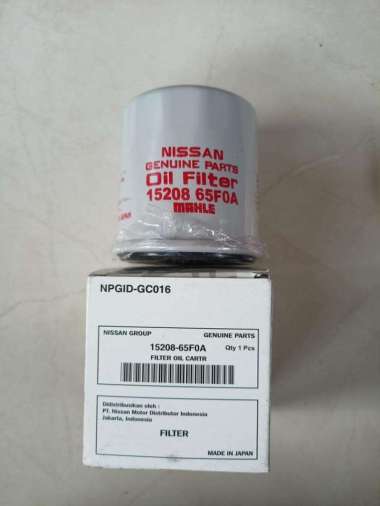 NISSAN
GENUINE PARTS
Oil Filter
15208 65F0A
MAHLE
NPGID-GC016
NISSAN GROUP GENUINE PARTS
15208-65F0A Qty 1 Pcs
FILTER OIL CARTR
Didistribusikan oleh :
PT. Nissan Motor Distributor Indonesia
Jakarta, Indonesia
FILTER
MADE IN JAPAN